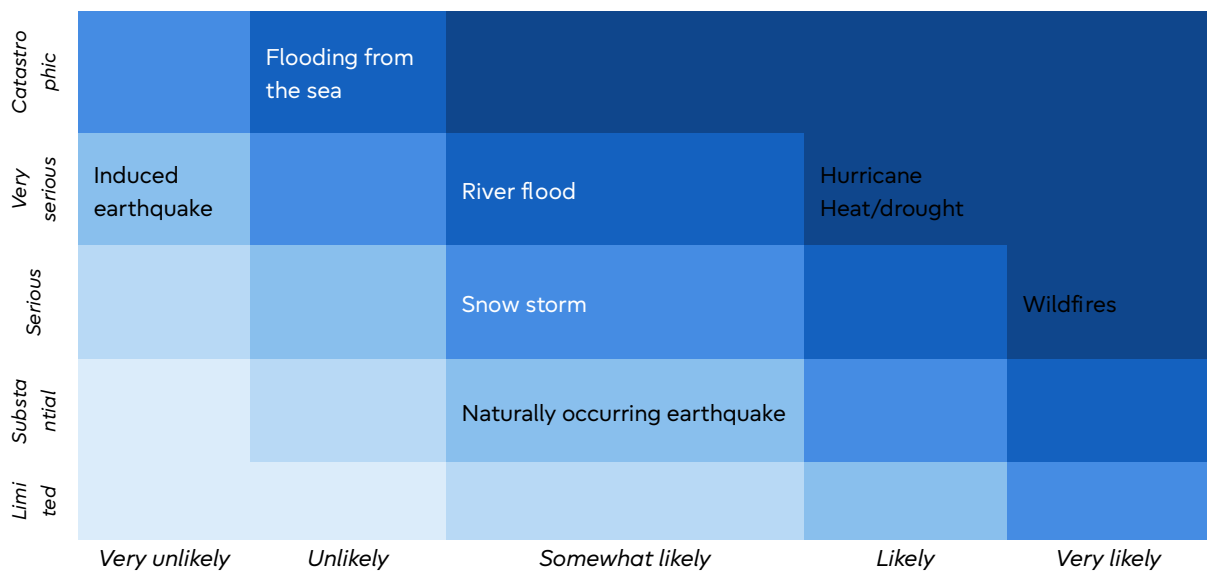 Catastro
phic
Flooding from
the sea
Very
serious
Induced
earthquake
River flood
Hurricane
Heat/drought
Serious
Snow storm
Wildfires
Substa
ntial
Naturally occurring earthquake
Limi
ted
Very unlikely
Unlikely
Somewhat likely
Likely
Very likely